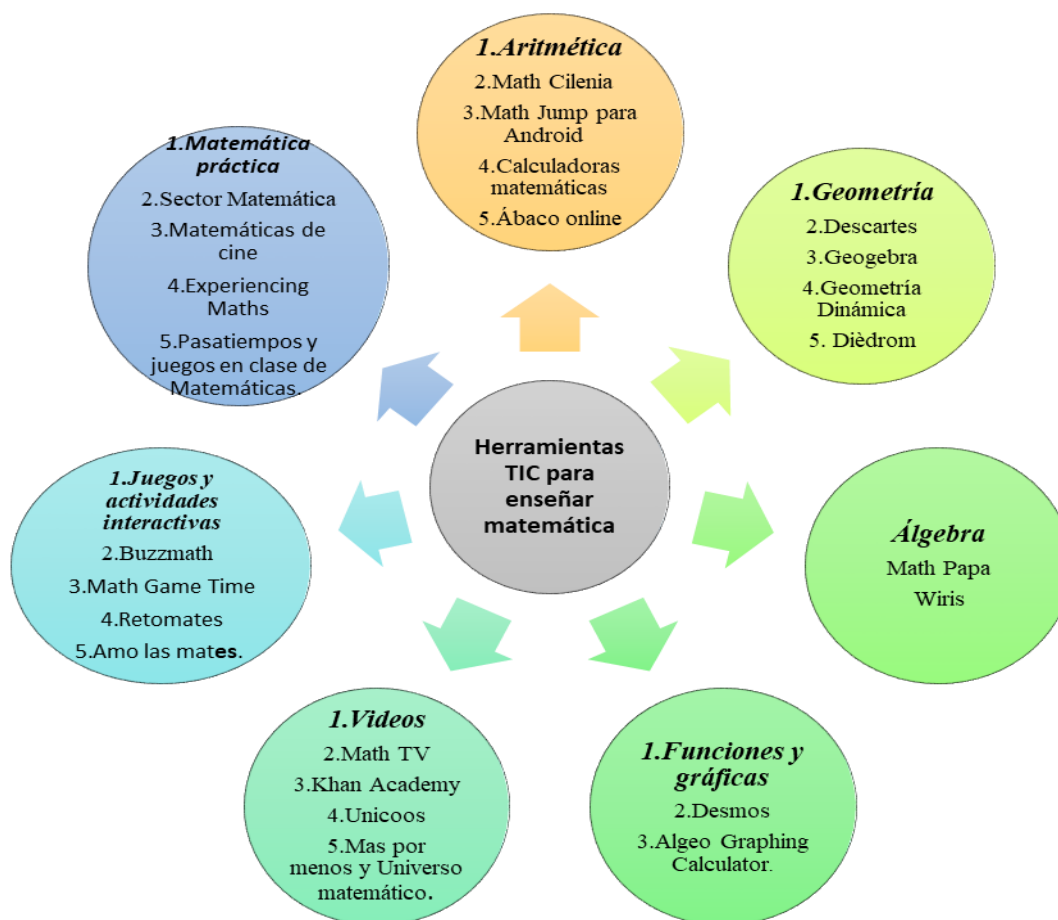 1.Aritmética
2.Math Cilenia
3.Math Jump para
Android
4.Calculadoras
matemáticas
5.Ábaco online
1.Geometría
2.Descartes
3.Geogebra
4.Geometría
Dinámica
5. Dièdrom
Álgebra
Math Papa
Wiris
1.Funciones y
gráficas
2.Desmos
3.Algeo Graphing
Calculator.
1.Videos
2.Math TV
3.Khan Academy
4.Unicoos
5.Mas por
menos y Universo
matemático.
1.Juegos y
actividades
interactivas
2.Buzzmath
3.Math Game Time
4.Retomates
5.Amo las mates.
1.Matemática
práctica
2.Sector Matemática
3.Matemáticas de
cine
4.Experiencing
Maths
5.Pasatiempos y
juegos en clase de
Matemáticas.
Herramientas
TIC para
enseñar
matemática